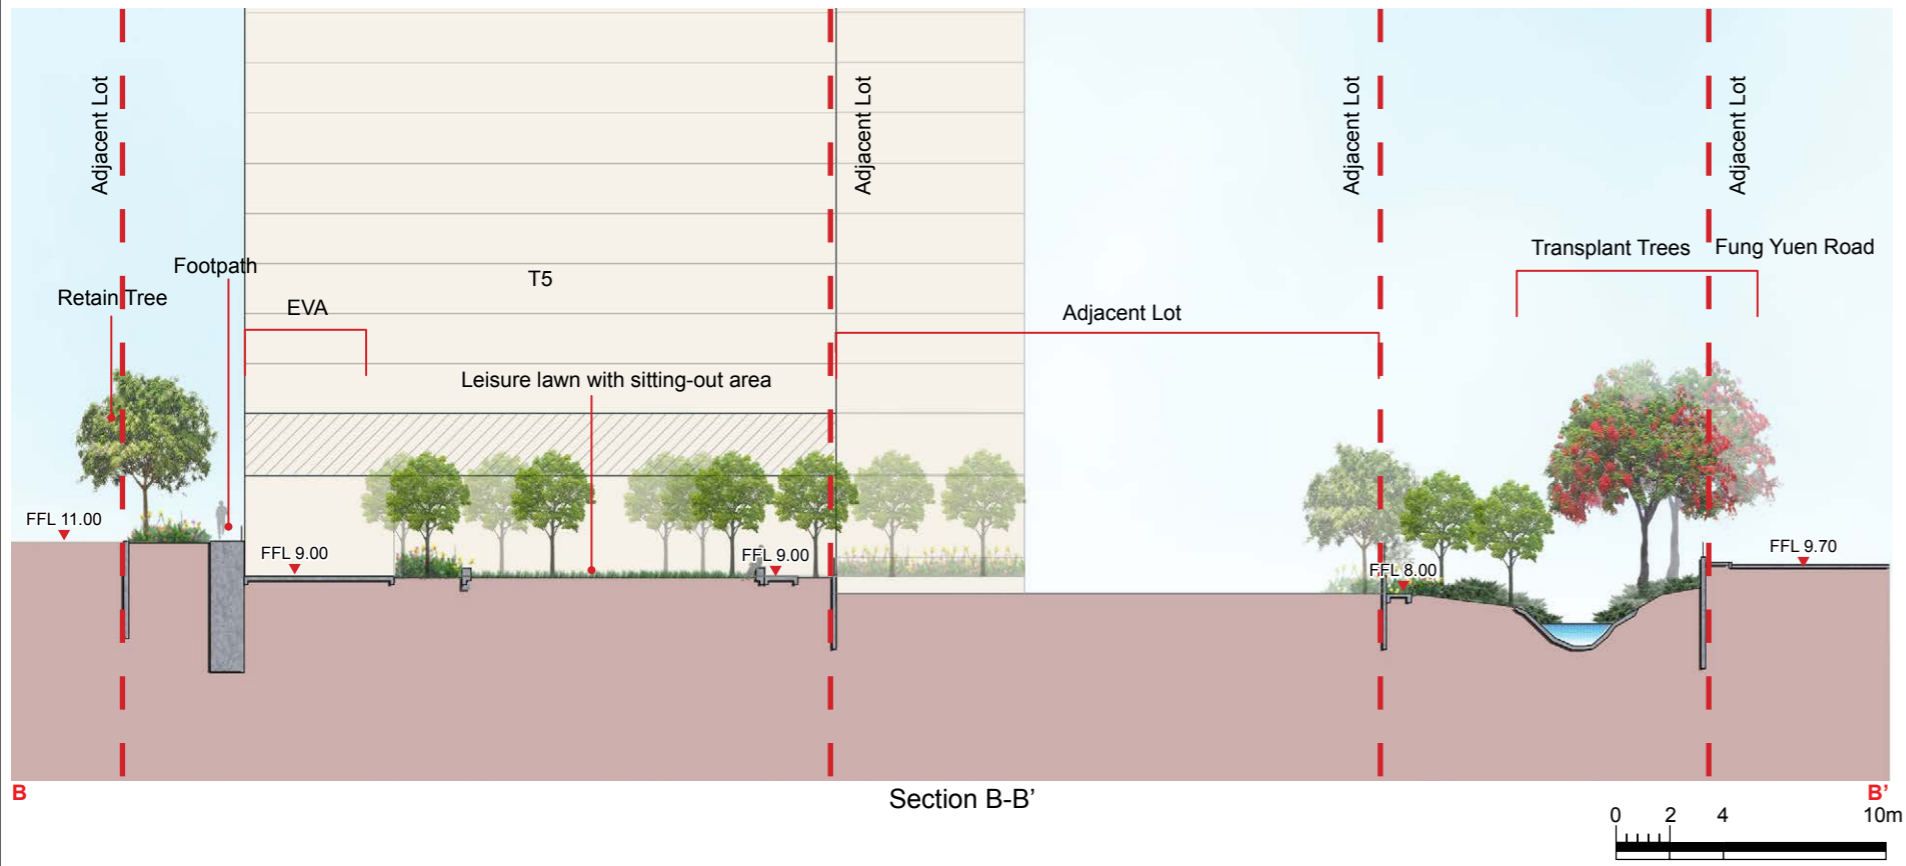 Adjacent Lot
Adjacent Lot
Adjacent Lot
Adjacent Lot
Transplant Trees
Fung Yuen Road
Footpath
T5
Retain Tree
EVA
Adjacent Lot
Leisure lawn with sitting-out area
FFL 11.00
FFL 9.00
FFL 9.00
FFL 8.00
FFL 9.70
B
Section B-B’
B’
0 2 4 10m